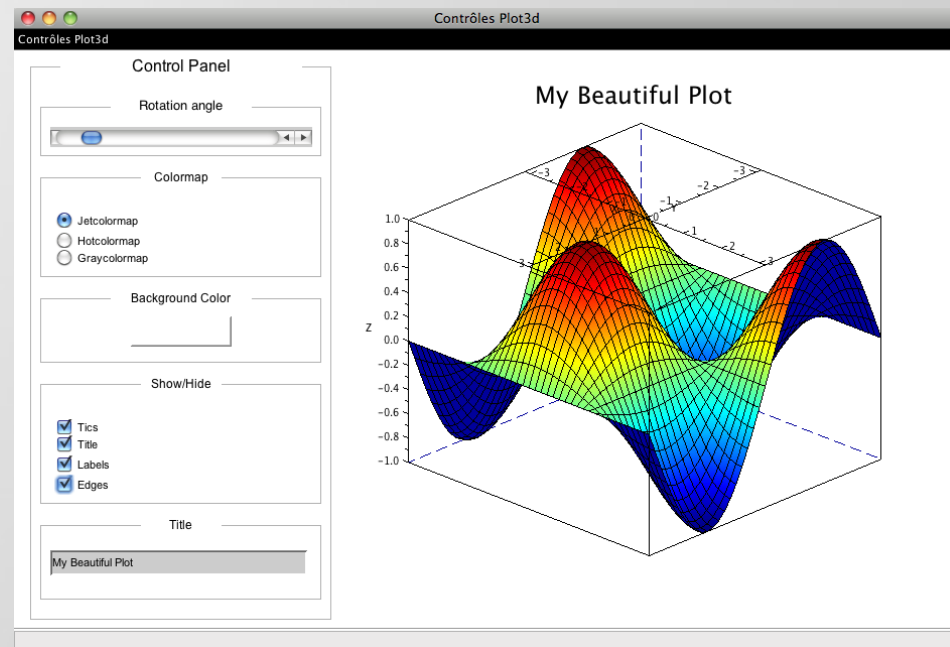 Contrôles Plot3d
Contrôles Plot3d
Control Panel
Rotation angle
Colormap
Jetcolormap
Hotcolormap
Graycolormap
Background Color
Show/Hide
Tics
Title
Labels
Edges
Title
My Beautiful Plot
My Beautiful Plot
Z
1.0
0.8
0.6
0.4
0.2
0.0
-0.2
-0.4
-0.6
-0.8
-1.0
-3
-2
1
3
-3
-2
-1
0
Y
1
2
3